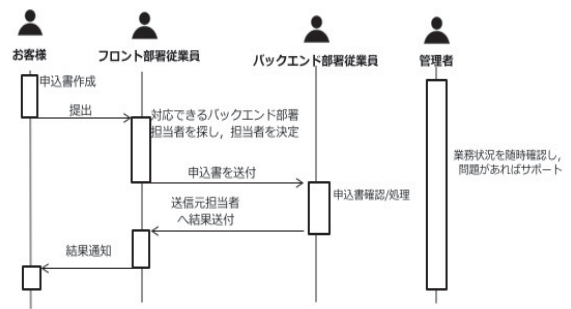 お客様
フロント部署従業員
バックエンド部署従業員
管理者
申込書作成
提出
対応できるバックエンド部署
担当者を探し，担当者を決定
業務状況を随時確認し，
問題があればサポート
申込書を送付
申込書確認/処理
送信元担当者
へ結果送付
結果通知